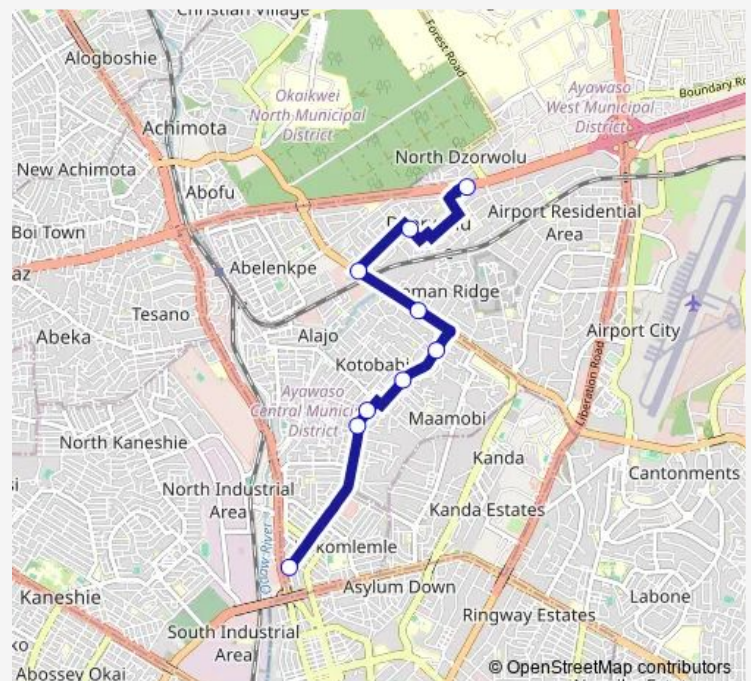 Christian Village
Alogboshie
Forest Road
Okaikwei
North Municipal
District
Ayawaso
West Municipal
District
Boundary
Achimota
North Dzorwolu
New Achimota
Abofu
Airport Residential
Area
Boi Town
Abelenkpe
Roman Ridge
Tesano
Airport City
Alajo
Abeka
Kotobabi
Ayawaso
Central Munici
District
Liberation Road
Maamobi
North Kaneshie
Kanda
Cantonments
North Industrial
Area
Kanda Estates
Odaw River
komlemle
Asylum Down
Kaneshie
Labone
Ringway Estates
South Industrial
Area
Abossey Okai
© OpenStreetMap contributors